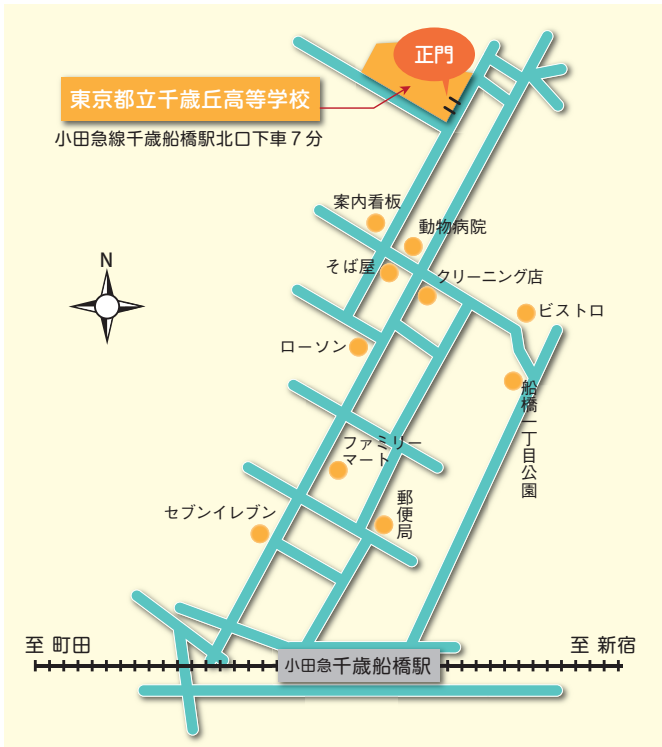 正門
東京都立千歳丘高等学校
小田急線千歳船橋駅北口下車7分
案内看板
動物病院
N
そば屋
クリーニング店
ビストロ
ローソン
船橋一丁目公園
ファミリー
マート
郵便局
セブンイレブン
至 町田
至 新宿
小田急千歳船橋駅